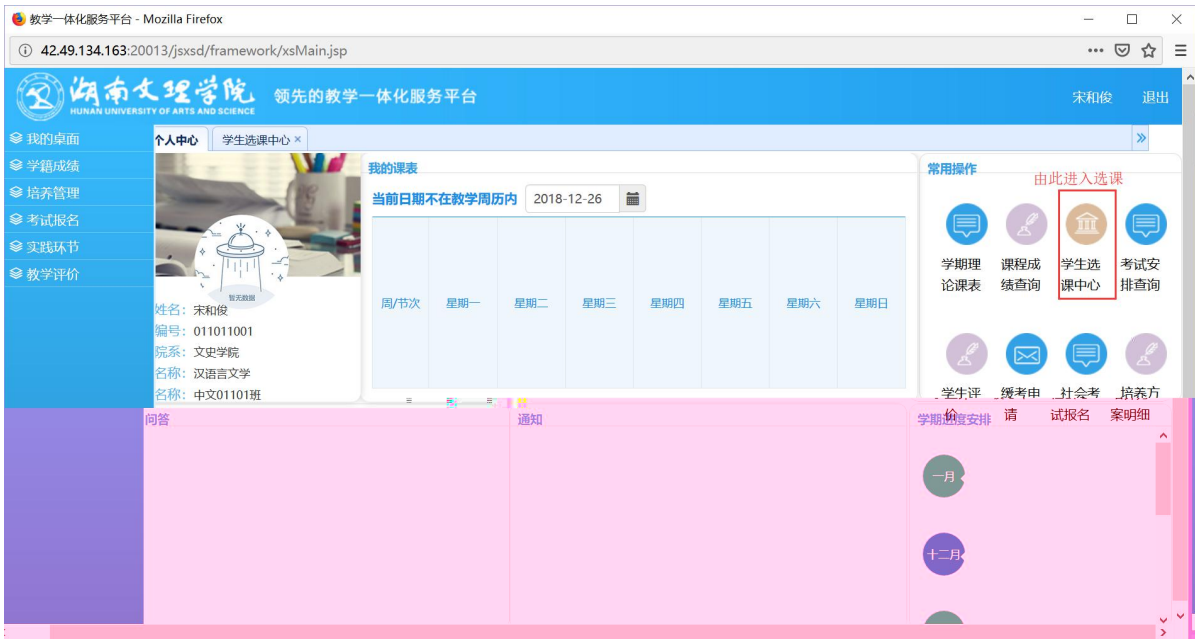 教学一体化服务平台 - Mozilla Firefox
42.49.134.163:20013/jsxsd/framework/xsMain.jsp
湖南文理学院
HUNAN UNIVERSITY OF ARTS AND SCIENCE
领先的教学一体化服务平台
宋和俊 退出
我的桌面
学籍成绩
培养管理
考试报名
实践环节
教学评价
个人中心 学生选课中心 ×
暂无数据
姓名：宋和俊
编号：011011001
院系：文史学院
名称：汉语言文学
名称：中文01101班
我的课表
当前日期不在教学周历内 2018-12-26
周/节次 星期一 星期二 星期三 星期四 星期五 星期六 星期日
常用操作
由此进入选课
学期理论课表
课程成绩查询
学生选课中心
考试安排查询
学生评价
缓考申请
社会考试报名
培养方案明细
问答
通知
学期进度安排
一月
十二月